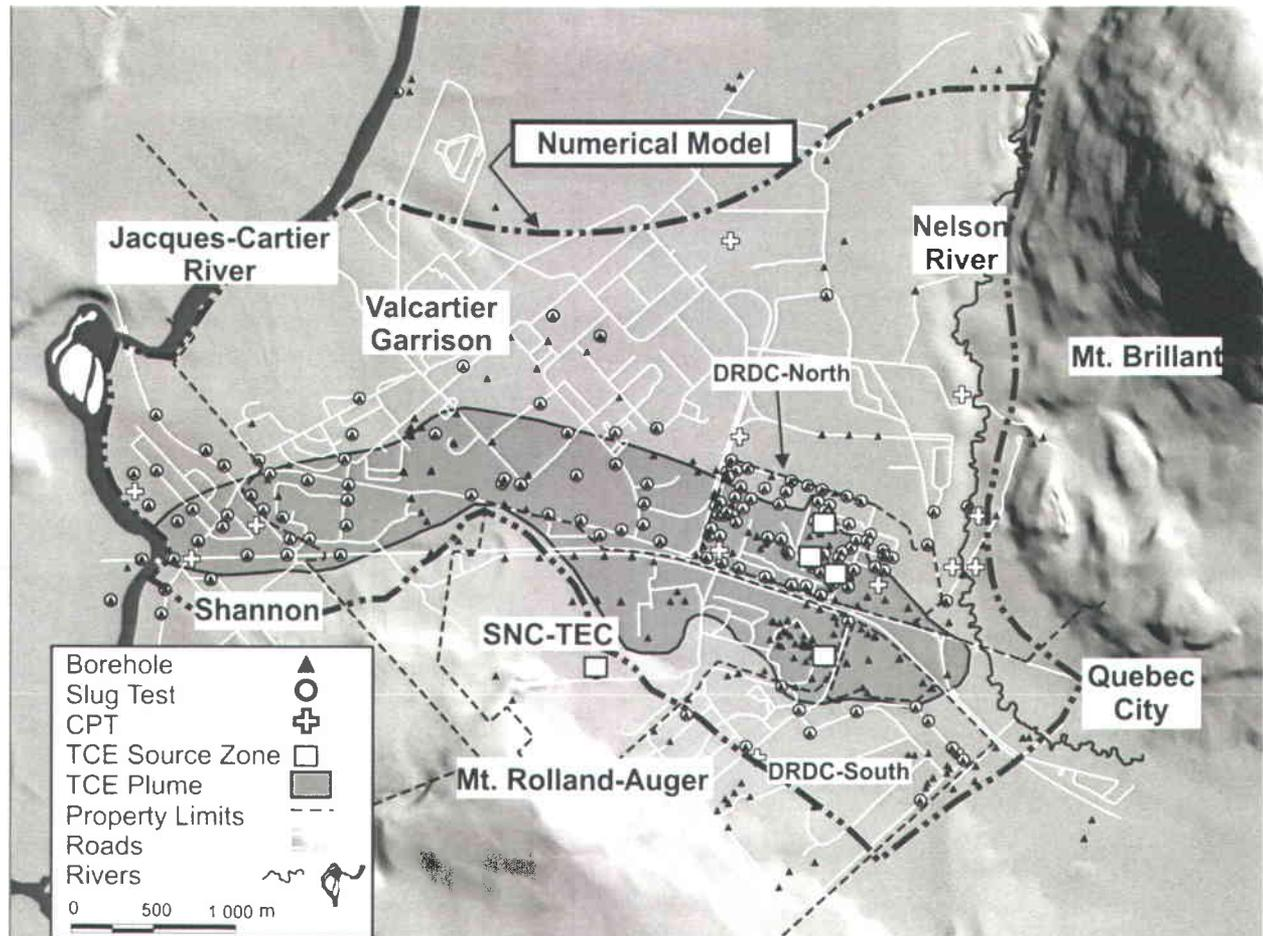 Numerical Model
Jacques-Cartier
River
Nelson
River
Valcartier
Garrison
Mt. Brillant
DRDC-North
Shannon
SNC-TEC
Quebec
City
Mt. Rolland-Auger
DRDC-South
Borehole
Slug Test
CPT
TCE Source Zone
TCE Plume
Property Limits
Roads
Rivers
0 500 1 000 m